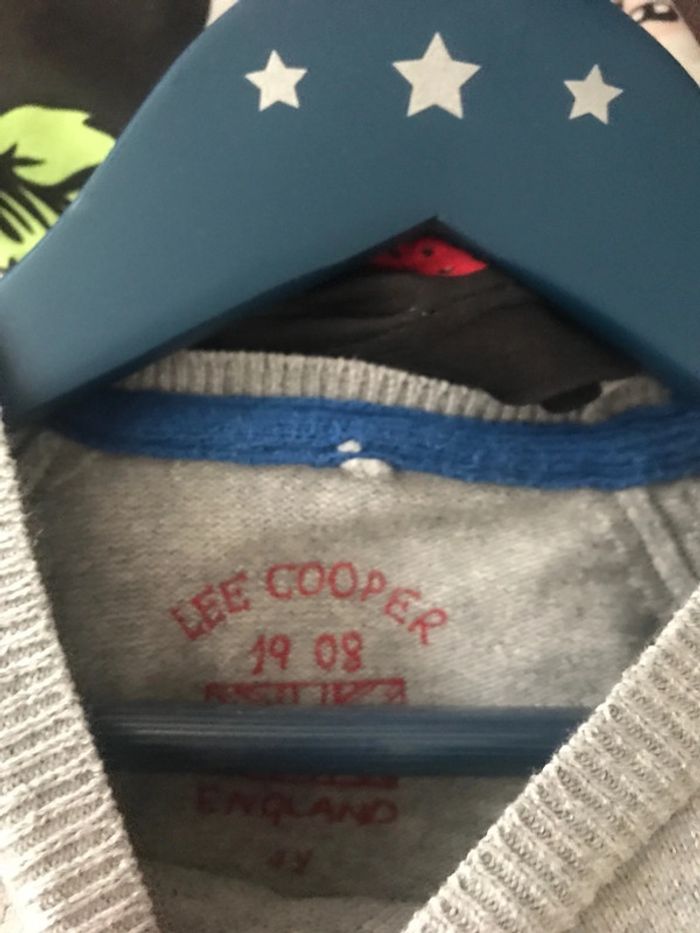 LEE COOPER
19 08
ENGLAND
4Y